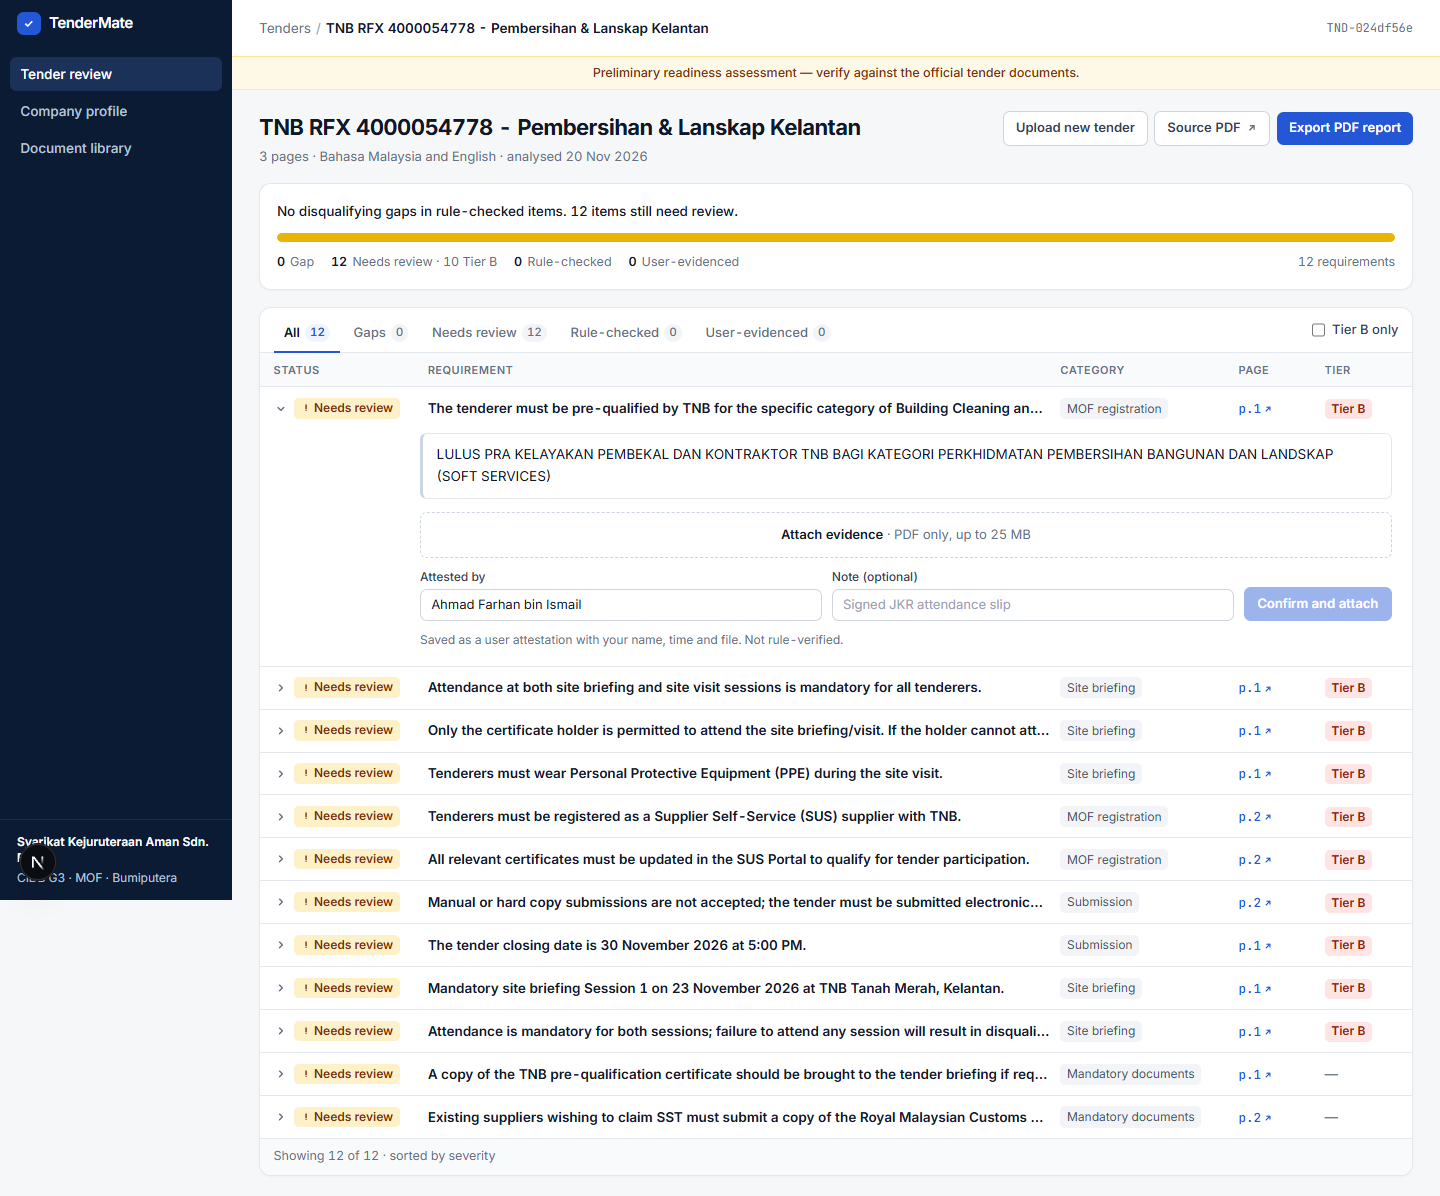 TenderMate
Tender review
Company profile
Document library
Syarikat Kejuruteraan Aman Sdn.
G3 · MOF · Bumiputera
N
Tenders / TNB RFX 4000054778 - Pembersihan & Lanskap Kelantan
TND-024df56e
Preliminary readiness assessment — verify against the official tender documents.
TNB RFX 4000054778 - Pembersihan & Lanskap Kelantan
3 pages · Bahasa Malaysia and English · analysed 20 Nov 2026
Upload new tender
Source PDF ↗
Export PDF report
No disqualifying gaps in rule-checked items. 12 items still need review.
0 Gap 12 Needs review · 10 Tier B 0 Rule-checked 0 User-evidenced 12 requirements
All 12 Gaps 0 Needs review 12 Rule-checked 0 User-evidenced 0 Tier B only
STATUS REQUIREMENT CATEGORY PAGE TIER
! Needs review The tenderer must be pre-qualified by TNB for the specific category of Building Cleaning an... MOF registration p.1 ↗ Tier B
LULUS PRA KELAYAKAN PEMBEKAL DAN KONTRAKTOR TNB BAGI KATEGORI PERKHIDMATAN PEMBERSIHAN BANGUNAN DAN LANDSKAP
(SOFT SERVICES)
Attach evidence · PDF only, up to 25 MB
Attested by Note (optional)
Ahmad Farhan bin Ismail Signed JKR attendance slip Confirm and attach
Saved as a user attestation with your name, time and file. Not rule-verified.
! Needs review Attendance at both site briefing and site visit sessions is mandatory for all tenderers. Site briefing p.1 ↗ Tier B
! Needs review Only the certificate holder is permitted to attend the site briefing/visit. If the holder cannot att... Site briefing p.1 ↗ Tier B
! Needs review Tenderers must wear Personal Protective Equipment (PPE) during the site visit. Site briefing p.1 ↗ Tier B
! Needs review Tenderers must be registered as a Supplier Self-Service (SUS) supplier with TNB. MOF registration p.2 ↗ Tier B
! Needs review All relevant certificates must be updated in the SUS Portal to qualify for tender participation. MOF registration p.2 ↗ Tier B
! Needs review Manual or hard copy submissions are not accepted; the tender must be submitted electronic... Submission p.2 ↗ Tier B
! Needs review The tender closing date is 30 November 2026 at 5:00 PM. Submission p.1 ↗ Tier B
! Needs review Mandatory site briefing Session 1 on 23 November 2026 at TNB Tanah Merah, Kelantan. Site briefing p.1 ↗ Tier B
! Needs review Attendance is mandatory for both sessions; failure to attend any session will result in disquali... Site briefing p.1 ↗ Tier B
! Needs review A copy of the TNB pre-qualification certificate should be brought to the tender briefing if req... Mandatory documents p.1 ↗ —
! Needs review Existing suppliers wishing to claim SST must submit a copy of the Royal Malaysian Customs ... Mandatory documents p.2 ↗ —
Showing 12 of 12 · sorted by severity